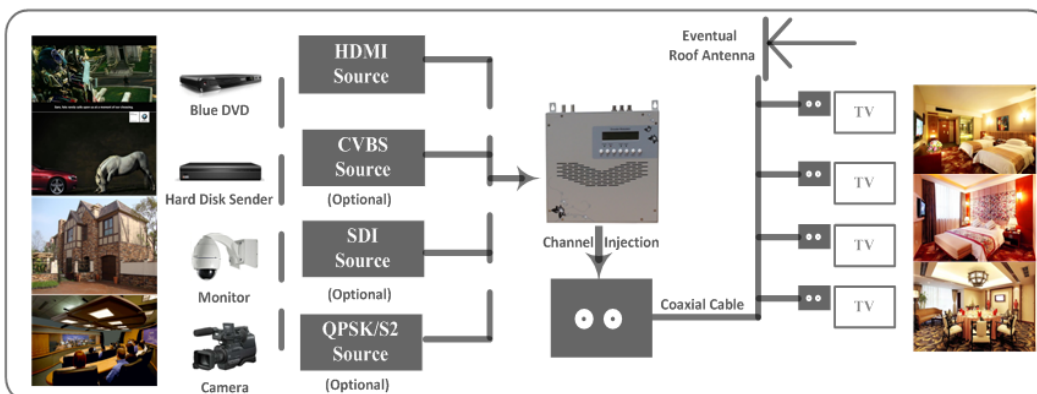 Blue DVD
Hard Disk Sender
Monitor
Camera
HDMI
Source
CVBS
Source
(Optional)
SDI
Source
(Optional)
QPSK/S2
Source
(Optional)
Channel Injection
Coaxial Cable
Eventual
Roof Antenna
TV
TV
TV
TV